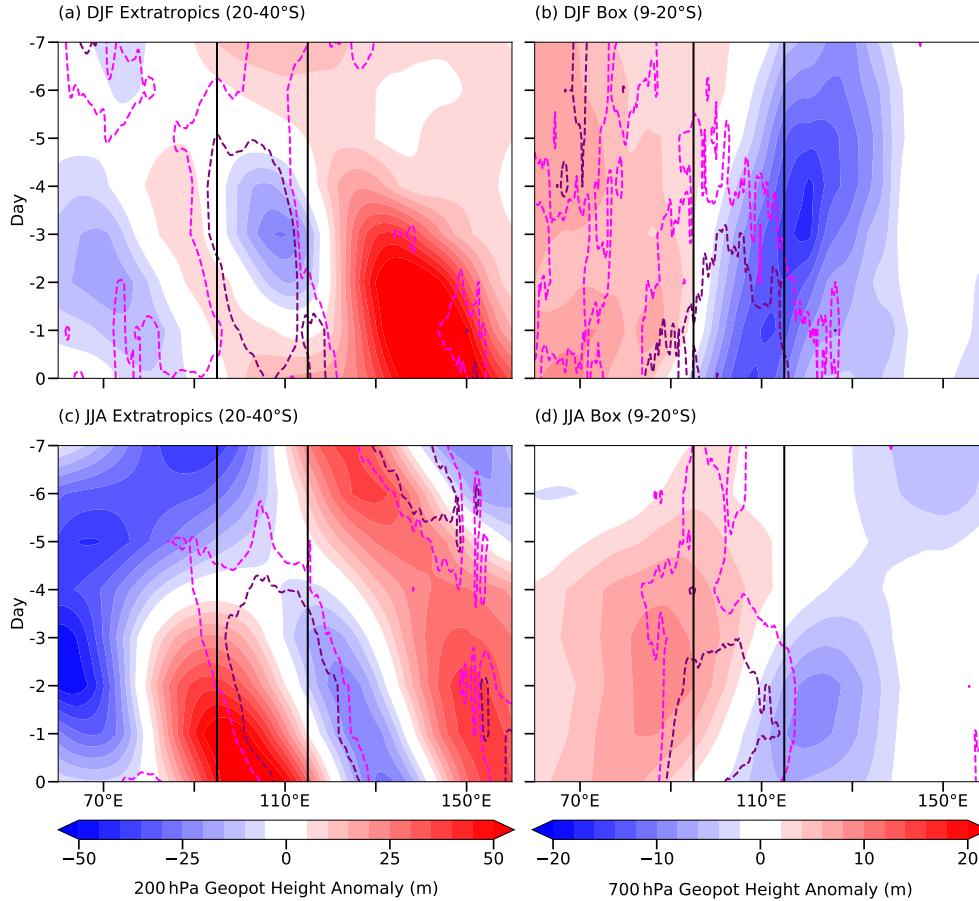 (a) DJF Extratropics (20-40°S)
(b) DJF Box (9-20°S)
-7
-6
-5
-4
-3
-2
-1
0
Day
0
(c) JJA Extratropics (20-40°S)
(d) JJA Box (9-20°S)
-7
-6
-5
-4
-3
-2
-1
0
Day
0
70°E
110°E
150°E
70°E
110°E
150°E
−50
−25
0
25
50
−20
−10
0
10
20
200 hPa Geopot Height Anomaly (m)
700 hPa Geopot Height Anomaly (m)